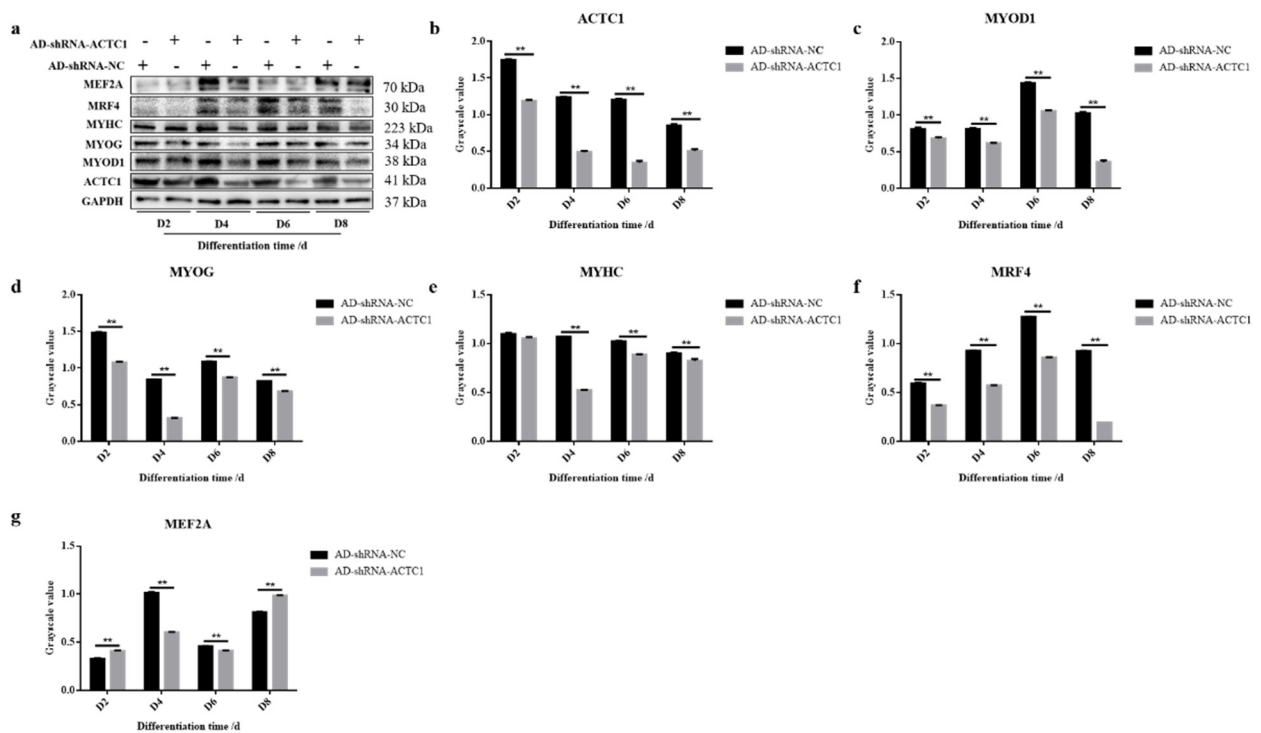 a
AD-shRNA-ACTC1 - + - + - + - +
AD-shRNA-NC + - + - + - + -
MEF2A 70 kDa
MRF4 30 kDa
MYHC 223 kDa
MYOG 34 kDa
MYOD1 38 kDa
ACTC1 41 kDa
GAPDH 37 kDa
D2 D4 D6 D8
Differentiation time /d
b
ACTC1
Grayscale value
2.0
1.5
1.0
0.5
0.0
** ** ** **
D2 D4 D6 D8
Differentiation time /d
AD-shRNA-NC
AD-shRNA-ACTC1
c
MYOD1
Grayscale value
2.0
1.5
1.0
0.5
0.0
** ** ** **
D2 D4 D6 D8
Differentiation time /d
AD-shRNA-NC
AD-shRNA-ACTC1
d
MYOG
Grayscale value
2.0
1.5
1.0
0.5
0.0
** ** ** **
D2 D4 D6 D8
Differentiation time /d
AD-shRNA-NC
AD-shRNA-ACTC1
e
MYHC
Grayscale value
1.5
1.0
0.5
0.0
** ** **
D2 D4 D6 D8
Differentiation time /d
AD-shRNA-NC
AD-shRNA-ACTC1
f
MRF4
Grayscale value
1.5
1.0
0.5
0.0
** ** ** **
D2 D4 D6 D8
Differentiation time /d
AD-shRNA-NC
AD-shRNA-ACTC1
g
MEF2A
Grayscale value
1.5
1.0
0.5
0.0
** ** ** **
D2 D4 D6 D8
Differentiation time /d
AD-shRNA-NC
AD-shRNA-ACTC1